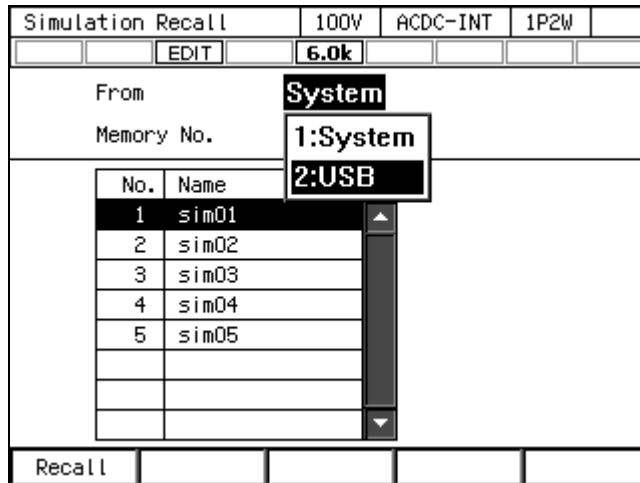 Simulation Recall 100V ACDC-INT 1P2W
EDIT 6.0k
From System
Memory No. 1:System
2:USB
No. Name
1 sim01
2 sim02
3 sim03
4 sim04
5 sim05
Recall